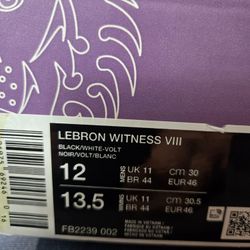 LEBRON WITNESS VIII
BLACK/WHITE-VOLT
NOIR/VOLT/BLANC
12 MENS UK 11 CM 30
BR 44 EUR 46
13.5 WMNS UK 11 CM 30.5
BR 44 EUR 46
FB2239 002
MADE IN VIETNAM